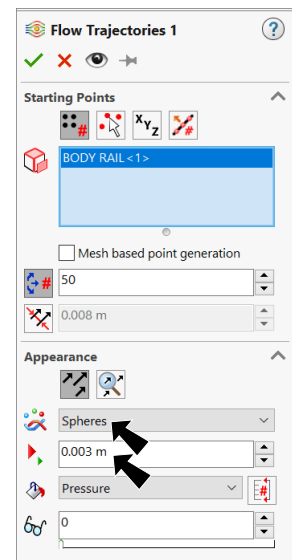 Flow Trajectories 1
?
Starting Points
#
XYZ
#
BODY RAIL<1>
Mesh based point generation
#
50
0.008 m
Appearance
Spheres
0.003 m
Pressure
#
0